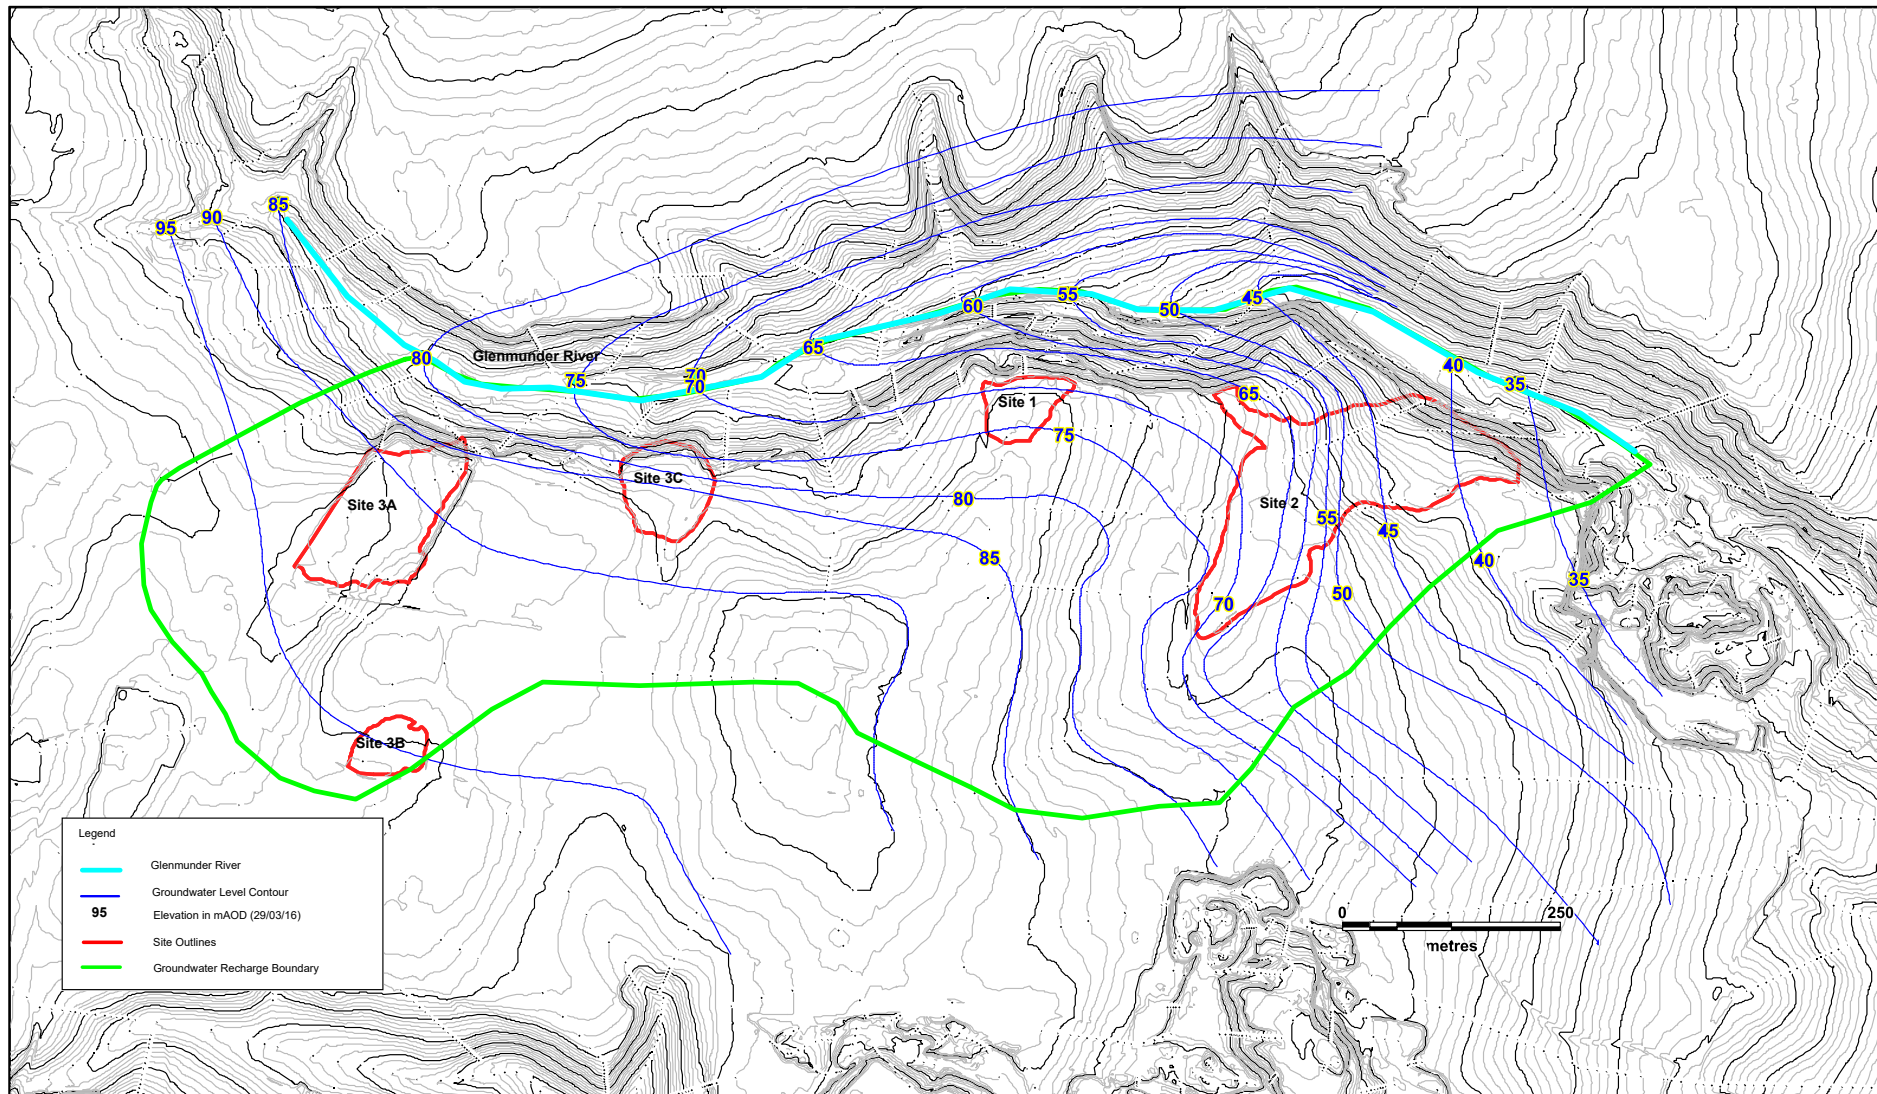 85
90
95
80
Glenmunder River
75
70
70
65
60
55
50
45
40
35
Site 1
65
75
Site 3C
Site 3A
80
Site 2
55
45
85
40
35
50
70
Site 3B
Legend
Glenmunder River
Groundwater Level Contour
95 Elevation in mAOD (29/03/16)
Site Outlines
Groundwater Recharge Boundary
0 250
metres